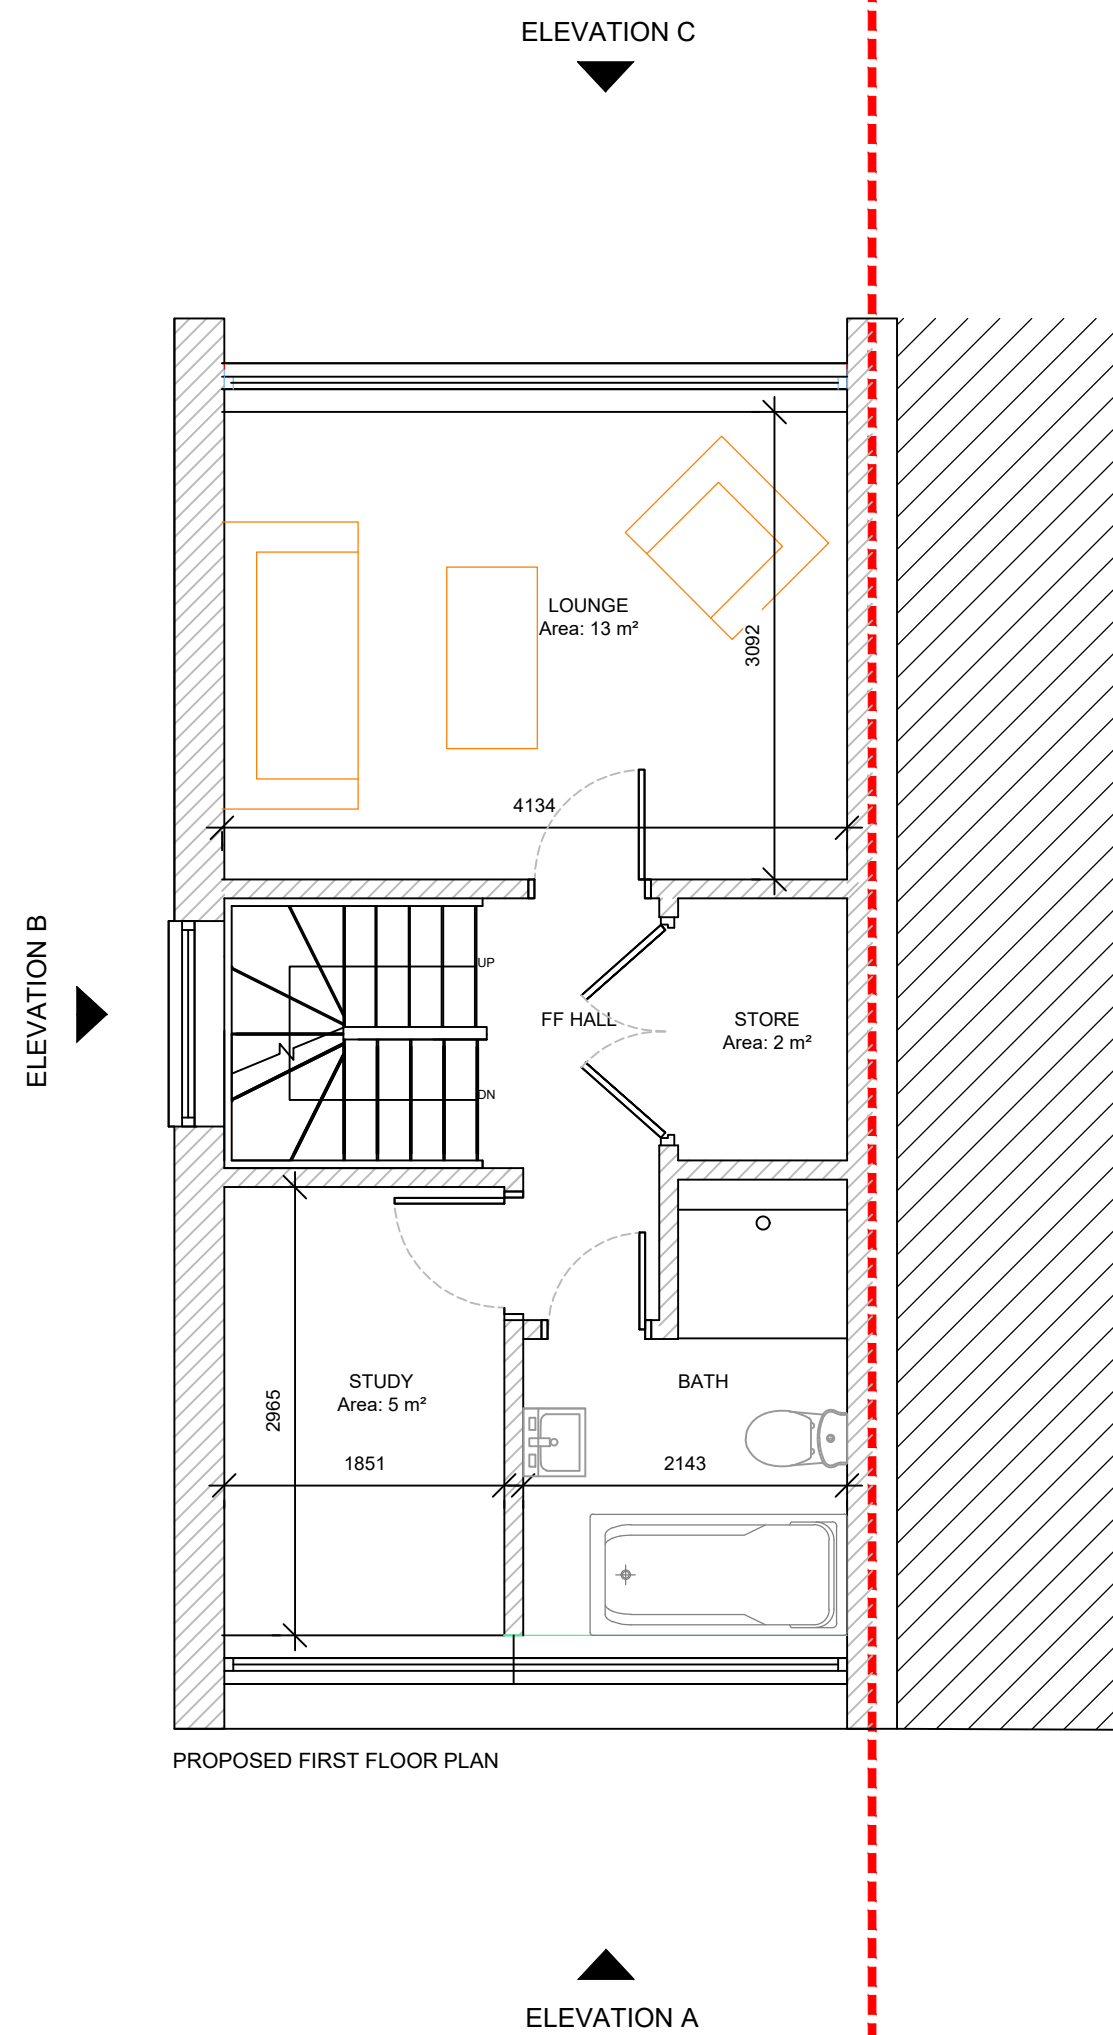 ELEVATION C
LOUNGE
Area: 13 m²
3092
4134
ELEVATION B
UP
FF HALL
STORE
Area: 2 m²
DN
STUDY
Area: 5 m²
BATH
2965
1851
2143
PROPOSED FIRST FLOOR PLAN
ELEVATION A